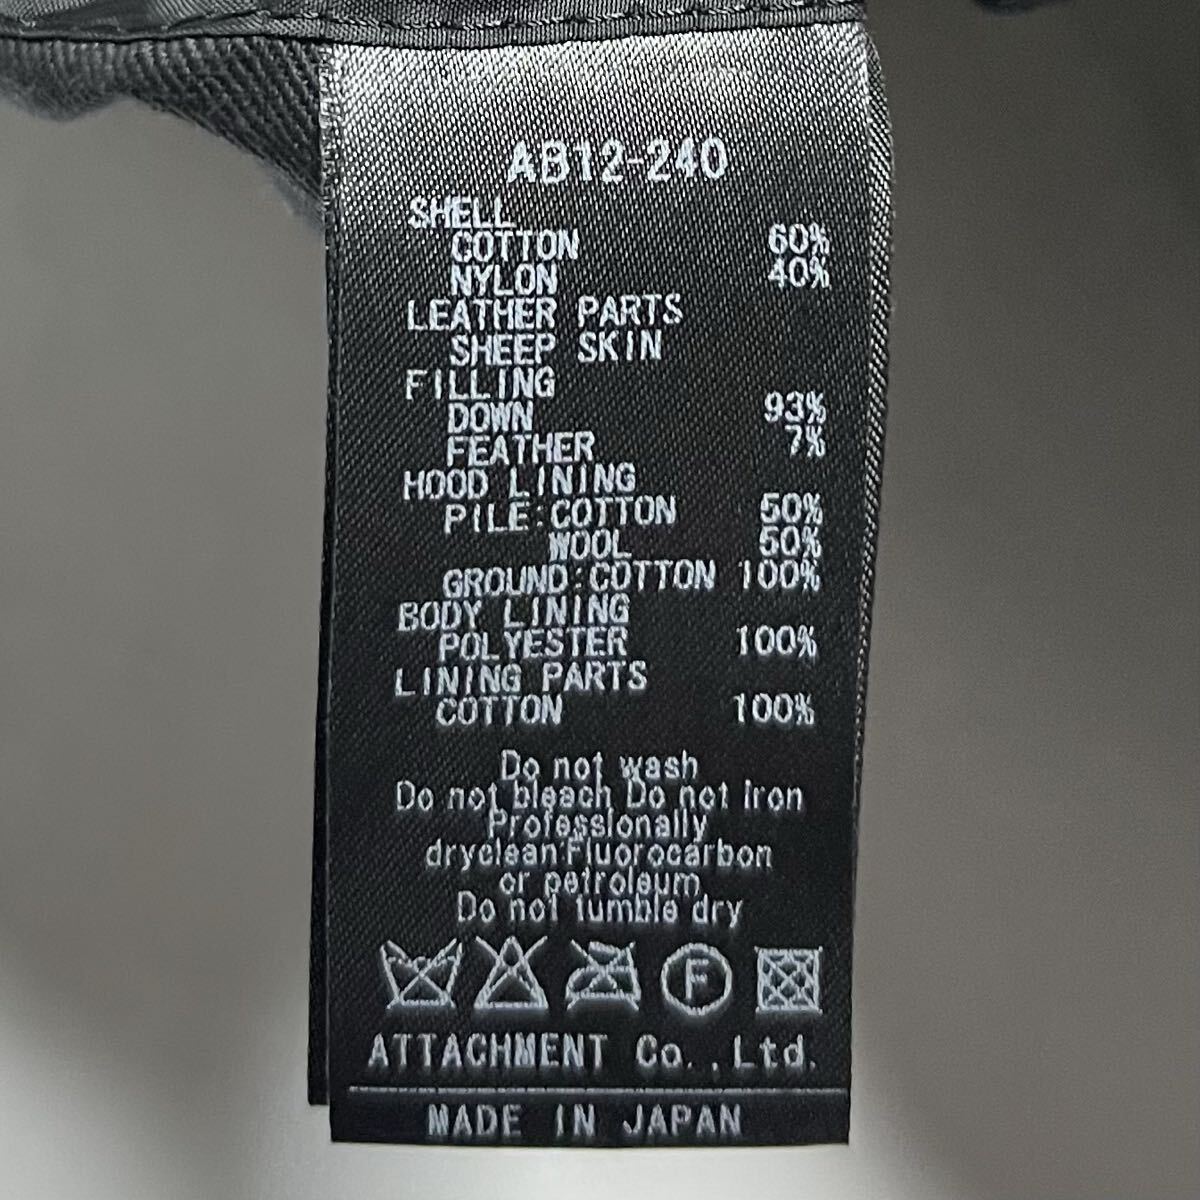 AB12-240
SHELL
COTTON 60%
NYLON 40%
LEATHER PARTS
SHEEP SKIN
FILLING
DOWN 93%
FEATHER 7%
HOOD LINING
PILE:COTTON 50%
WOOL 50%
GROUND:COTTON 100%
BODY LINING
POLYESTER 100%
LINING PARTS
COTTON 100%
Do not wash
Do not bleach Do not iron
Professionally
dryclean:Fluorocarbon
or petroleum
Do not tumble dry
F
ATTACHMENT Co.,Ltd.
MADE IN JAPAN